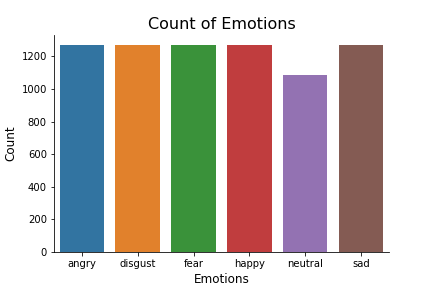 Count of Emotions
Count
1200
1000
800
600
400
200
0
angry disgust fear happy neutral sad
Emotions